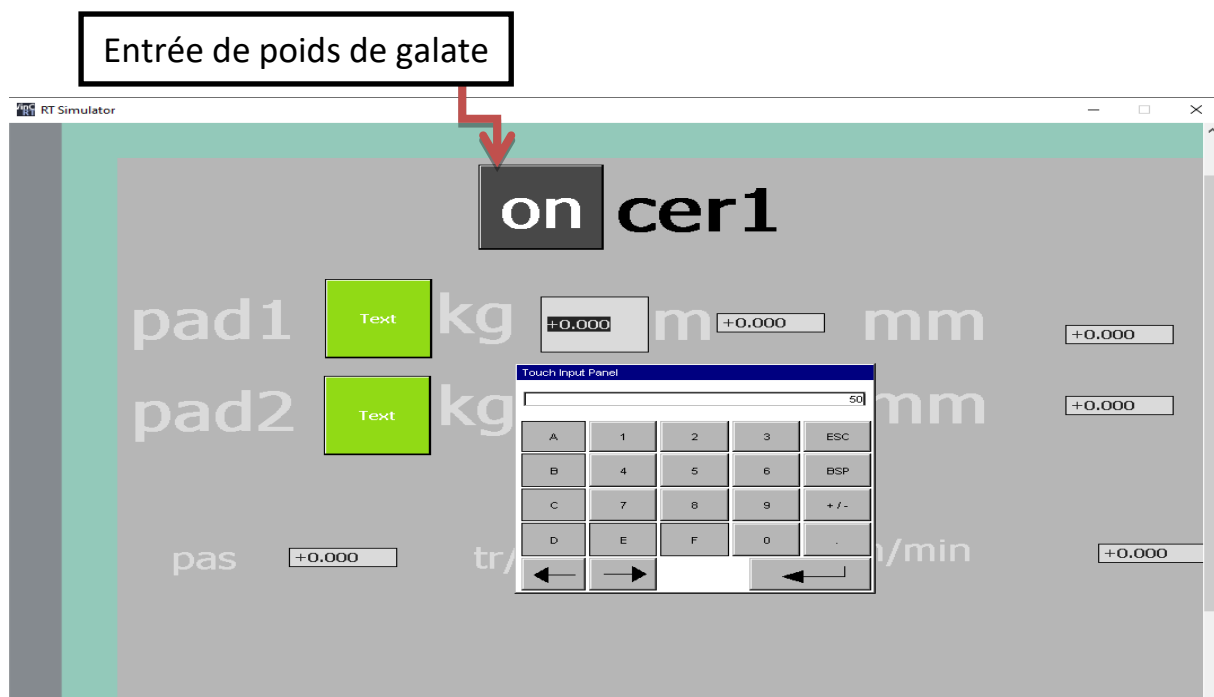 Entrée de poids de galate
RT Simulator
on cer1
pad1 Text kg +0.000 m +0.000 mm +0.000
Touch Input Panel
50
pad2 Text kg mm +0.000
A 1 2 3 ESC
B 4 5 6 BSP
C 7 8 9 +/-
D E F 0 .
pas +0.000 tr/ /min +0.000